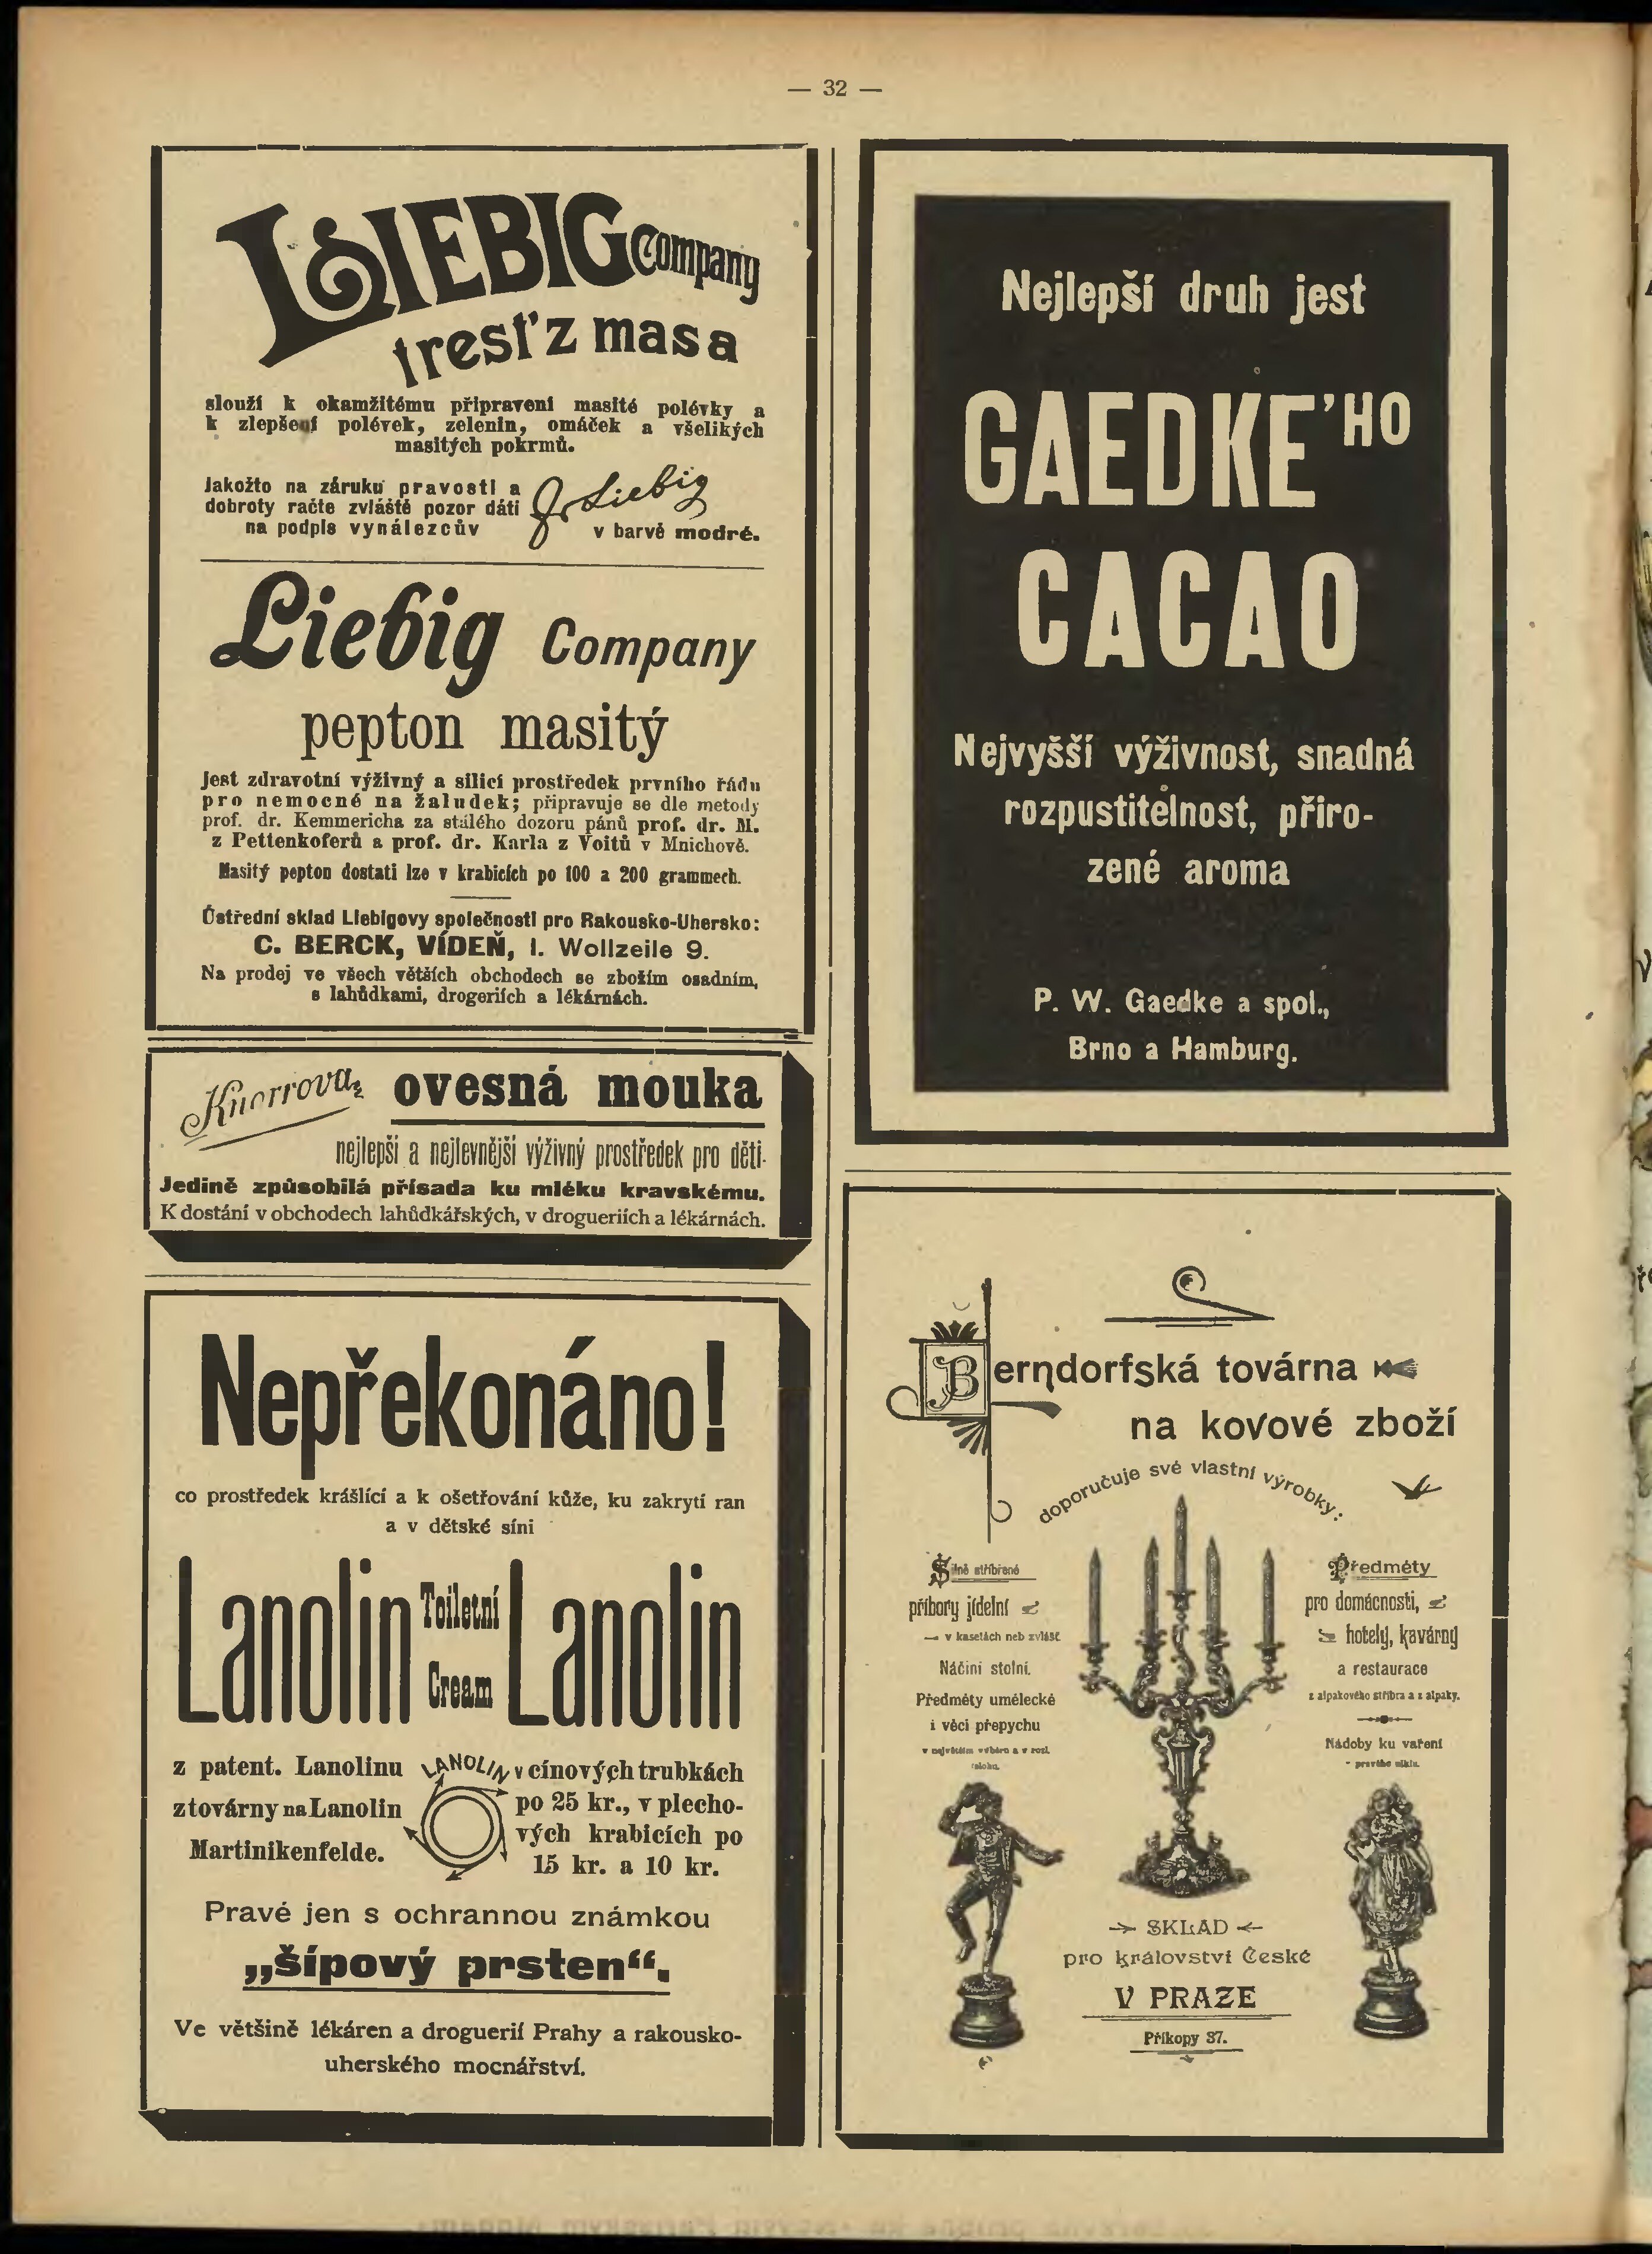 — 32 —
LIEBIG Company
tresť z masa
slouží k okamžitému připravení masité polévky a
k zlepšení polévek, zelenin, omáček a všelikých
masitých pokrmů.
Jakožto na záruku pravosti a
dobroty račte zvláště pozor dáti
na podpis vynálezcův
J. Liebig
v barvě modré.
Liebig Company
pepton masitý
jest zdravotní výživný a silicí prostředek prvního řádu
pro nemocné na žaludek; připravuje se dle metody
prof. dr. Kemmericha za stálého dozoru pánů prof. dr. M.
z Pettenkoferů a prof. dr. Karla z Voitů v Mnichově.
Masitý pepton dostati lze v krabicích po 100 a 200 grammech.
Ústřední sklad Liebigovy společnosti pro Rakousko-Uhersko:
C. BERCK, VÍDEŇ, I. Wollzeile 9.
Na prodej ve všech větších obchodech se zbožím osadním,
s lahůdkami, drogeriích a lékárnách.
Knorrova
ovesná mouka
nejlepší a nejlevnější výživný prostředek pro děti.
Jedině způsobilá přísada ku mléku kravskému.
K dostání v obchodech lahůdkářských, v drogueriích a lékárnách.
Nepřekonáno!
co prostředek krášlící a k ošetřování kůže, ku zakrytí ran
a v dětské síni
Lanolin Toiletní Cream Lanolin
z patent. Lanolinu
z továrny na Lanolin
Martinikenfelde.
LANOLIN
v cínových trubkách
po 25 kr., v plecho-
vých krabicích po
15 kr. a 10 kr.
Pravé jen s ochrannou známkou
„šípový prsten“.
Ve většině lékáren a droguerií Prahy a rakousko-
uherského mocnářství.
Nejlepší druh jest
GAEDKE'HO
CACAO
Nejvyšší výživnost, snadná
rozpustitelnost, přiro-
zené aroma
P. W. Gaedke a spol.,
Brno a Hamburg.
Berndorfská továrna
na kovové zboží
doporučuje své vlastní výrobky:
Silně stříbřené
příbory jídelní
v kasetách neb zvlášť.
Náčiní stolní.
Předměty umělecké
i věci přepychu
v největším výběru a v rozl.
Předměty
pro domácnosti,
hotely, kavárny
a restaurace
z alpakového stříbra a z alpaky.
Nádoby ku vaření
pravého niklu.
SKLAD
pro království České
V PRAZE
Příkopy 37.